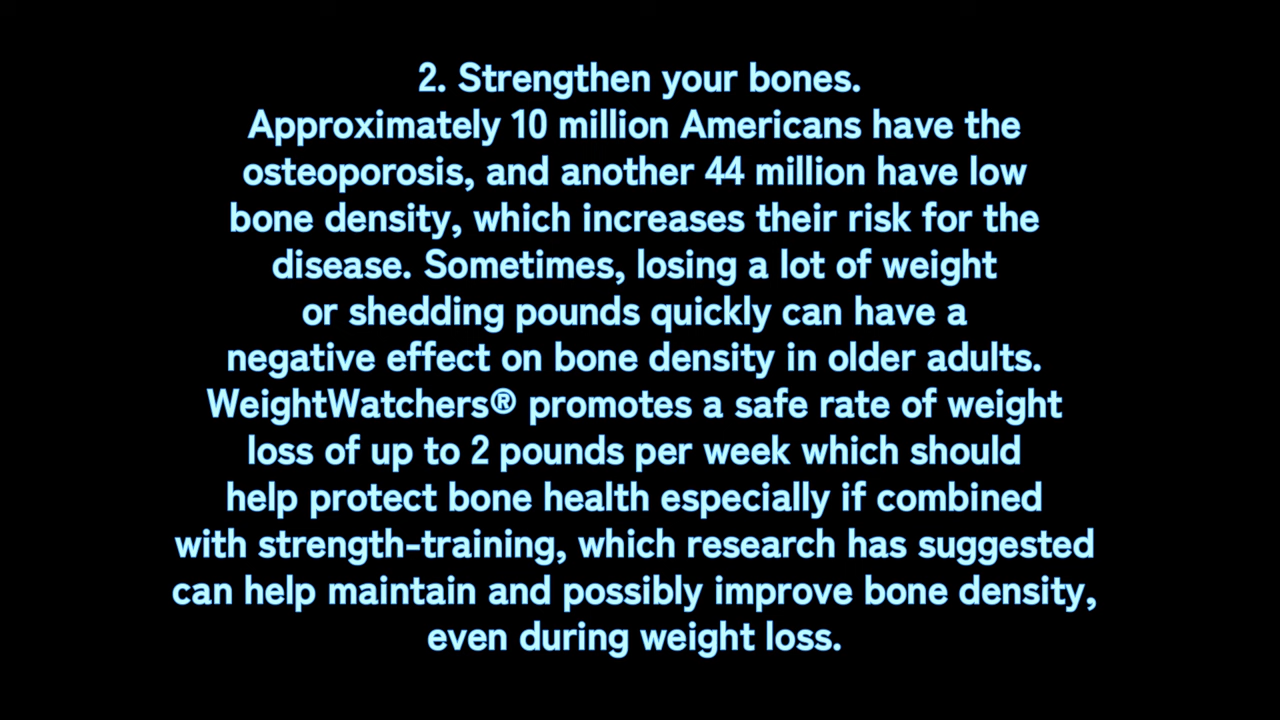 2. Strengthen your bones.
Approximately 10 million Americans have the
osteoporosis, and another 44 million have low
bone density, which increases their risk for the
disease. Sometimes, losing a lot of weight
or shedding pounds quickly can have a
negative effect on bone density in older adults.
WeightWatchers® promotes a safe rate of weight
loss of up to 2 pounds per week which should
help protect bone health especially if combined
with strength-training, which research has suggested
can help maintain and possibly improve bone density,
even during weight loss.